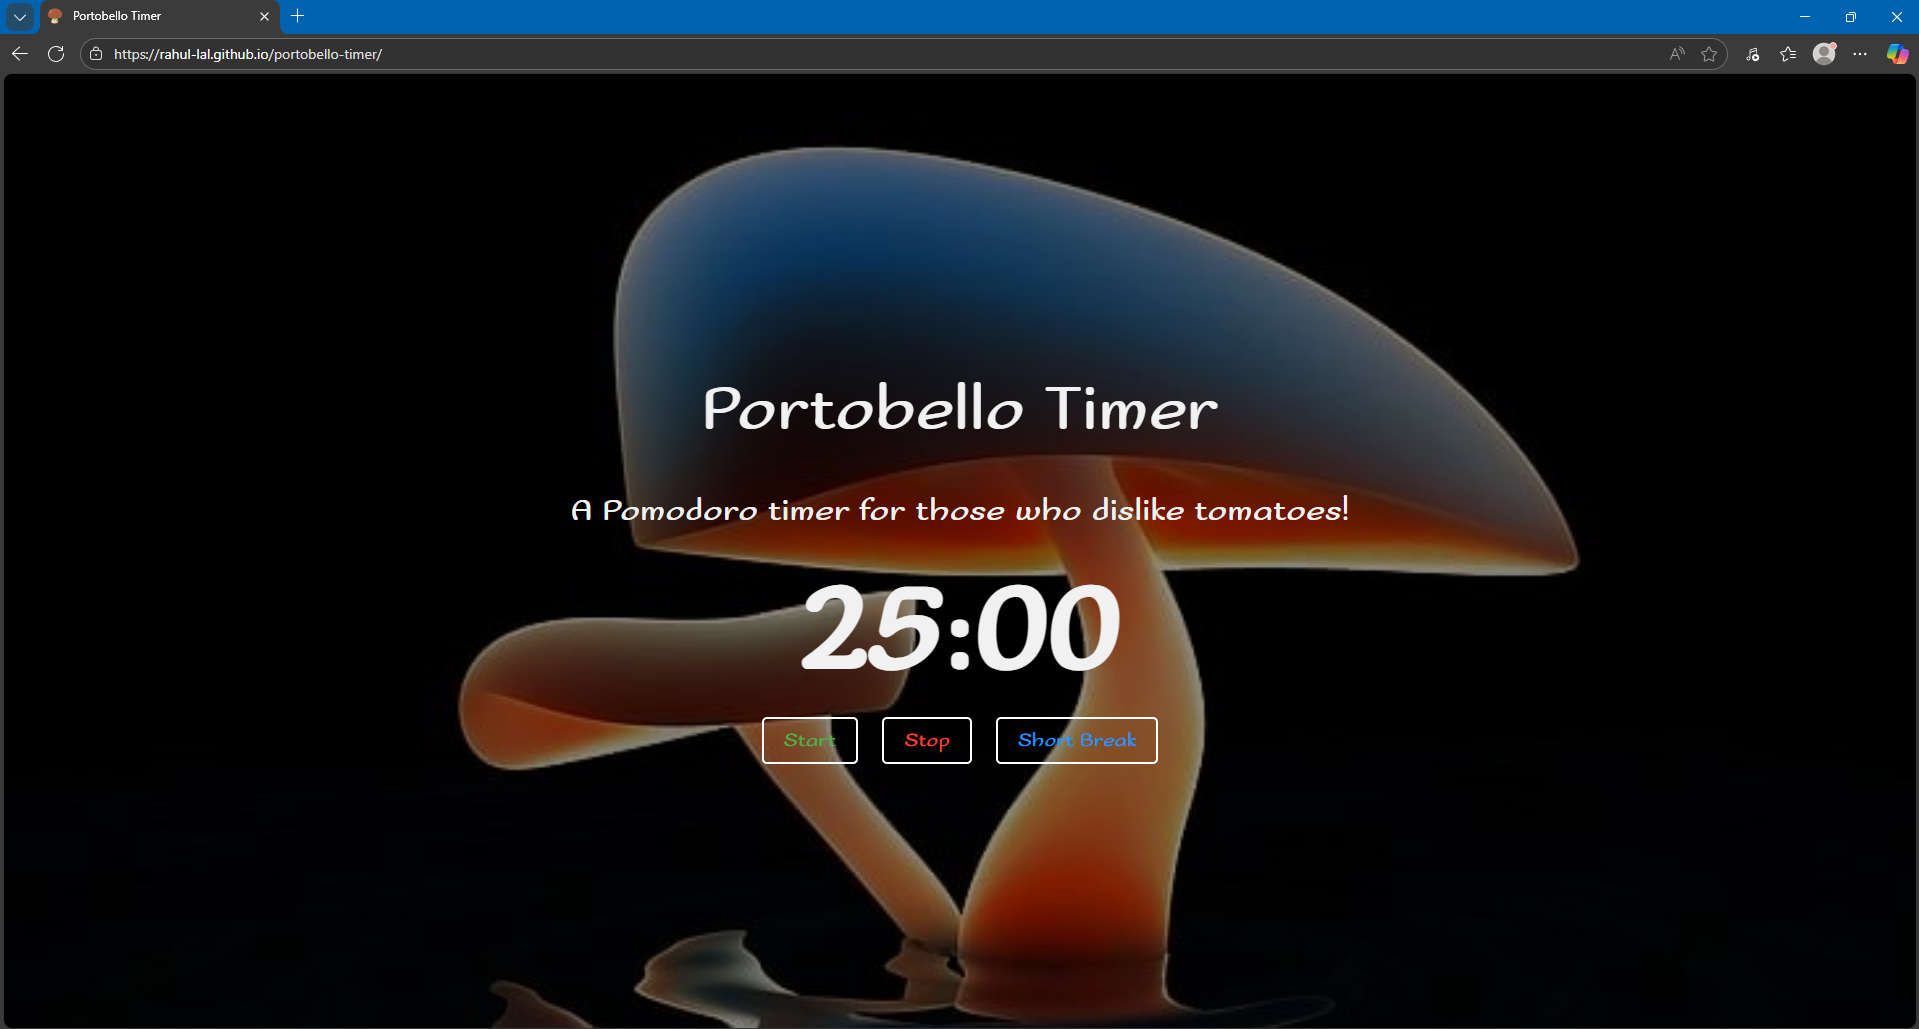 Portobello Timer
https://rahul-lal.github.io/portobello-timer/
Portobello Timer
A Pomodoro timer for those who dislike tomatoes!
25:00
Start
Stop
Short Break